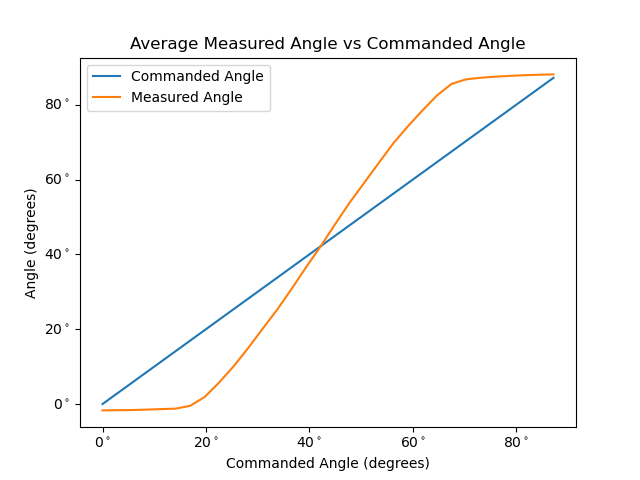 Average Measured Angle vs Commanded Angle
Commanded Angle
Measured Angle
80°
60°
40°
20°
0°
Angle (degrees)
0° 20° 40° 60° 80°
Commanded Angle (degrees)